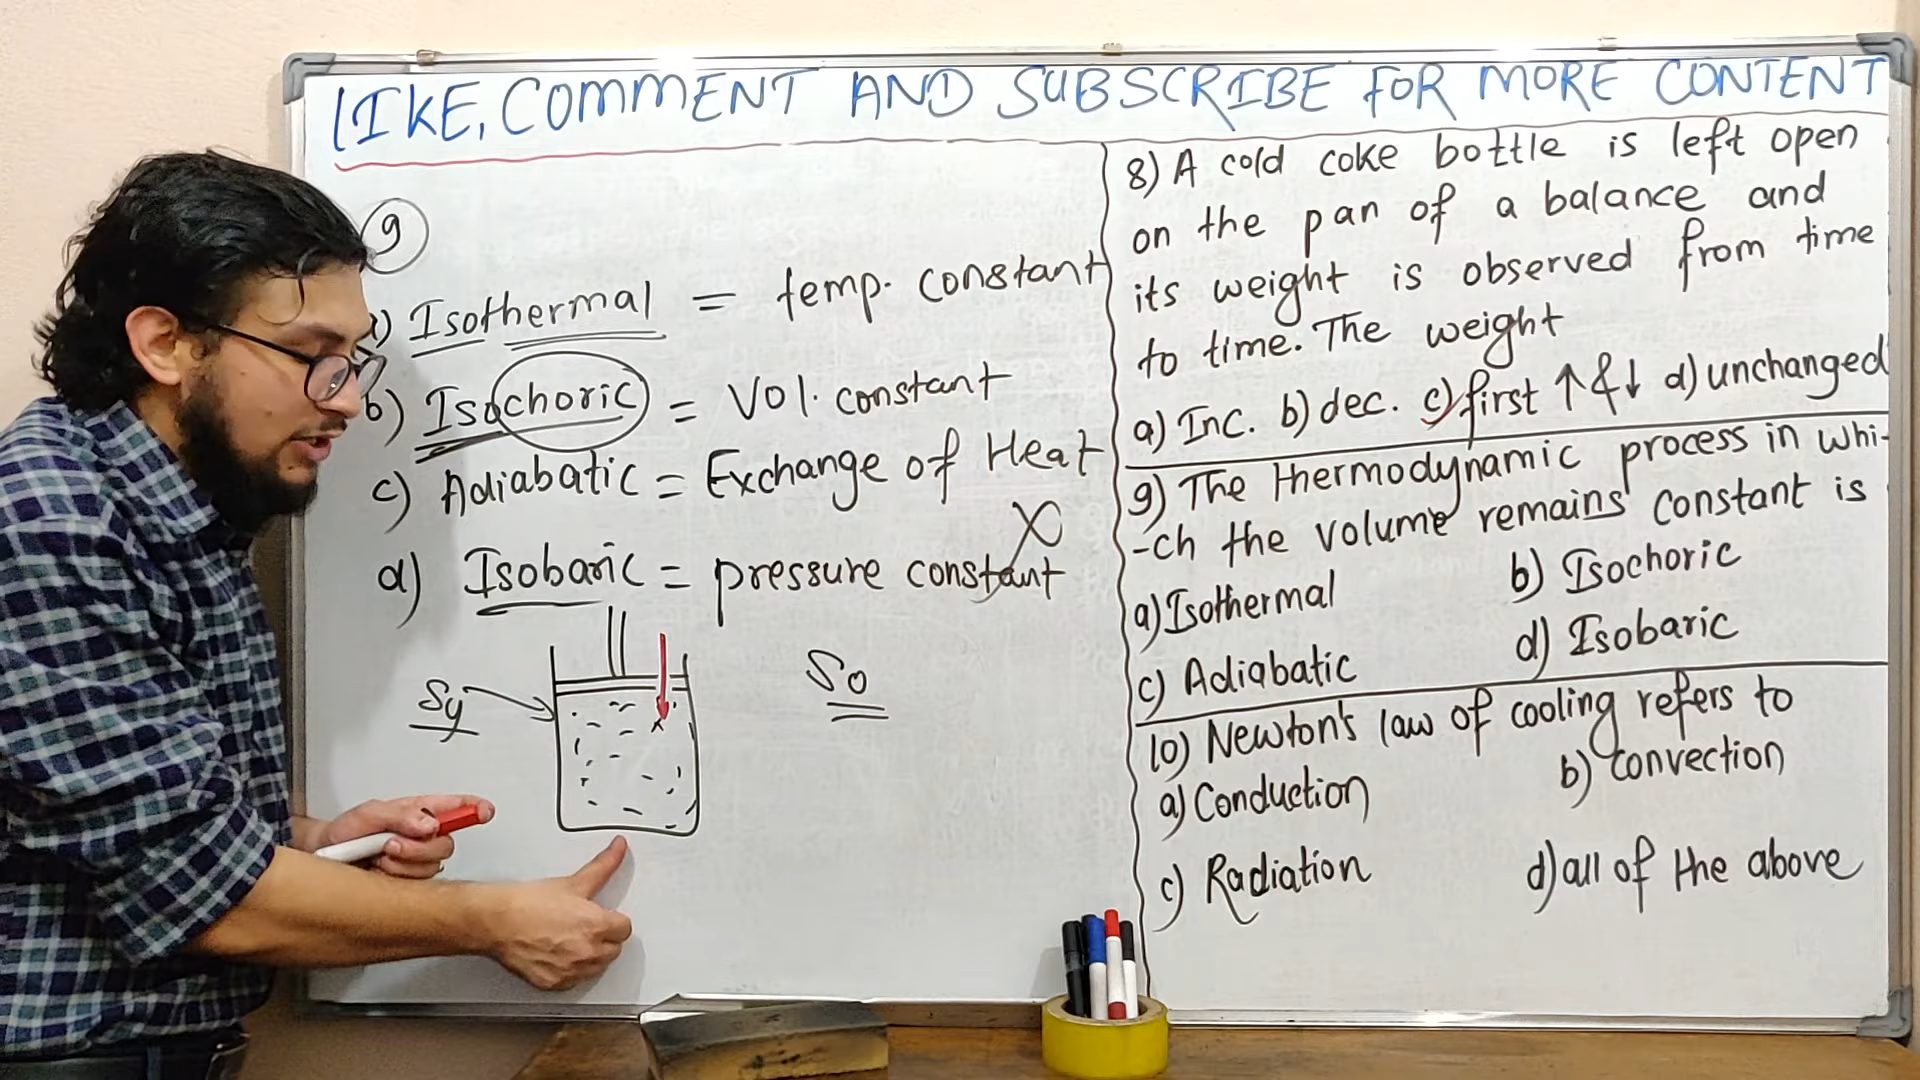 LIKE, COMMENT AND SUBSCRIBE FOR MORE CONTENT
9
a) Isothermal = temp. constant
b) Isochoric = Vol. constant
c) Adiabatic = Exchange of Heat X
d) Isobaric = pressure constant
Sy
So
8) A cold coke bottle is left open
on the pan of a balance and
its weight is observed from time
to time. The weight
a) Inc. b) dec. c) first ↑ & ↓ d) unchanged
9) The thermodynamic process in whi-
-ch the volume remains constant is
a) Isothermal b) Isochoric
c) Adiabatic d) Isobaric
10) Newton's law of cooling refers to
a) Conduction b) convection
c) Radiation d) all of the above